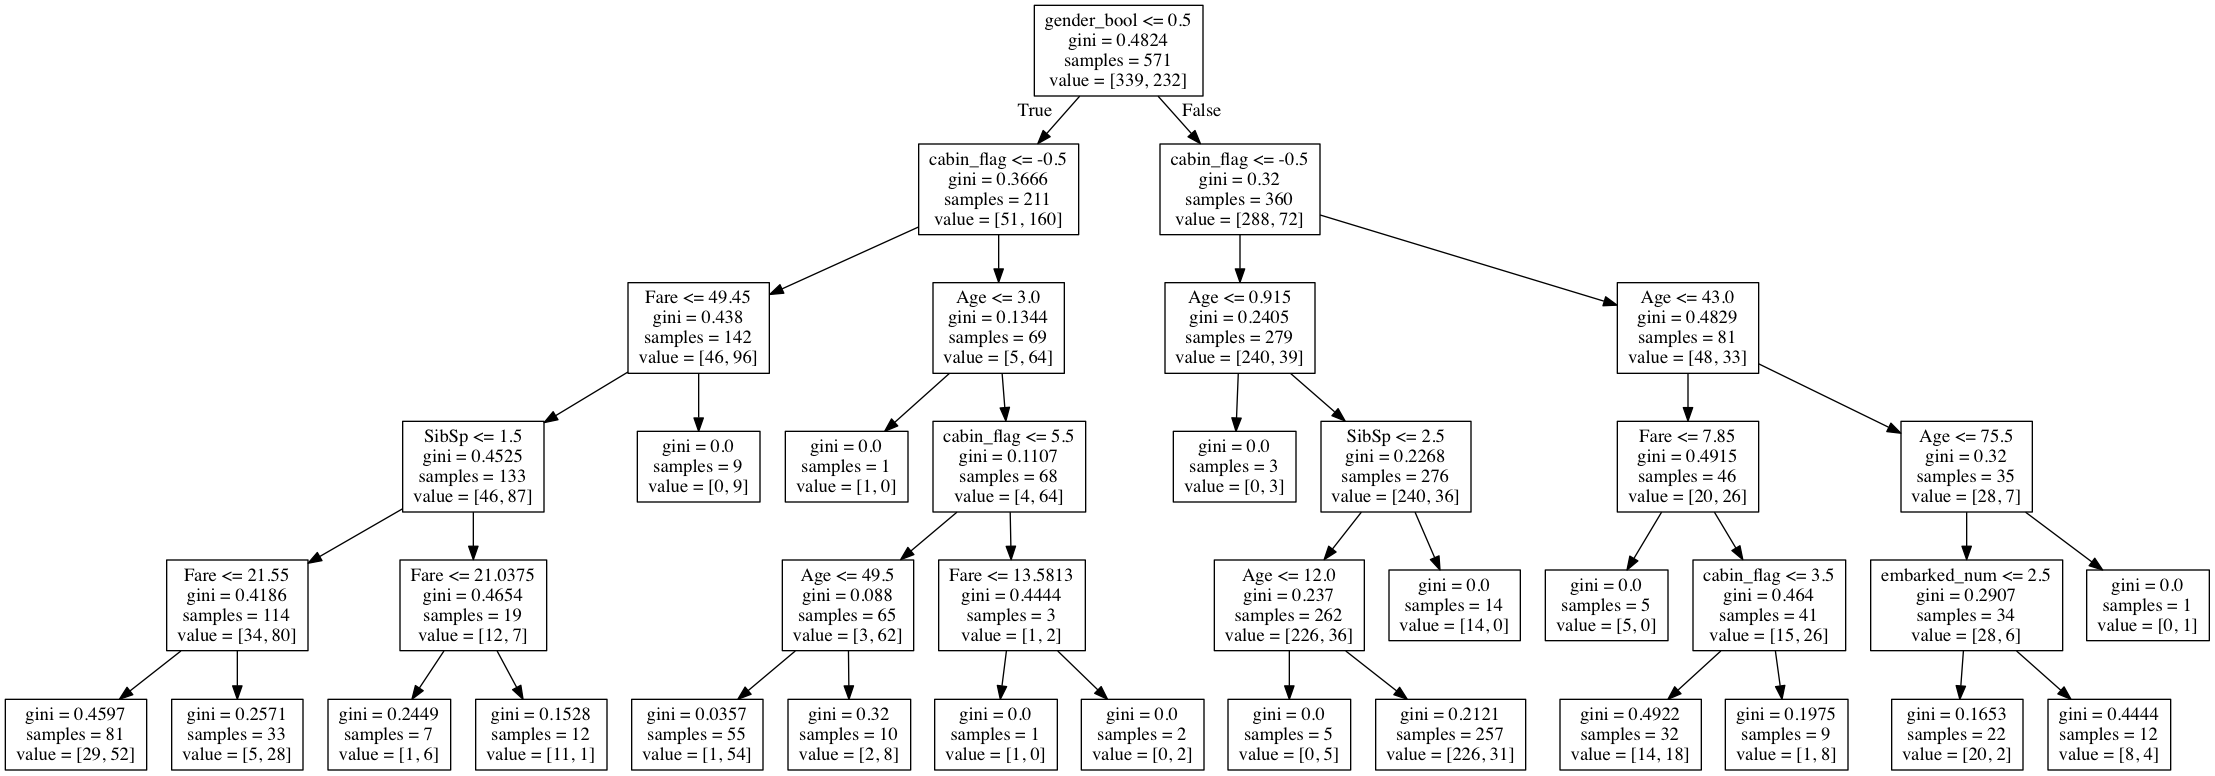 gender_bool <= 0.5
gini = 0.4824
samples = 571
value = [339, 232]
True
False
cabin_flag <= -0.5
gini = 0.3666
samples = 211
value = [51, 160]
cabin_flag <= -0.5
gini = 0.32
samples = 360
value = [288, 72]
Fare <= 49.45
gini = 0.438
samples = 142
value = [46, 96]
Age <= 3.0
gini = 0.1344
samples = 69
value = [5, 64]
Age <= 0.915
gini = 0.2405
samples = 279
value = [240, 39]
Age <= 43.0
gini = 0.4829
samples = 81
value = [48, 33]
SibSp <= 1.5
gini = 0.4525
samples = 133
value = [46, 87]
gini = 0.0
samples = 9
value = [0, 9]
gini = 0.0
samples = 1
value = [1, 0]
cabin_flag <= 5.5
gini = 0.1107
samples = 68
value = [4, 64]
gini = 0.0
samples = 3
value = [0, 3]
SibSp <= 2.5
gini = 0.2268
samples = 276
value = [240, 36]
Fare <= 7.85
gini = 0.4915
samples = 46
value = [20, 26]
Age <= 75.5
gini = 0.32
samples = 35
value = [28, 7]
Fare <= 21.55
gini = 0.4186
samples = 114
value = [34, 80]
Fare <= 21.0375
gini = 0.4654
samples = 19
value = [12, 7]
Age <= 49.5
gini = 0.088
samples = 65
value = [3, 62]
Fare <= 13.5813
gini = 0.4444
samples = 3
value = [1, 2]
Age <= 12.0
gini = 0.237
samples = 262
value = [226, 36]
gini = 0.0
samples = 14
value = [14, 0]
gini = 0.0
samples = 5
value = [5, 0]
cabin_flag <= 3.5
gini = 0.464
samples = 41
value = [15, 26]
embarked_num <= 2.5
gini = 0.2907
samples = 34
value = [28, 6]
gini = 0.0
samples = 1
value = [0, 1]
gini = 0.4597
samples = 81
value = [29, 52]
gini = 0.2571
samples = 33
value = [5, 28]
gini = 0.2449
samples = 7
value = [1, 6]
gini = 0.1528
samples = 12
value = [11, 1]
gini = 0.0357
samples = 55
value = [1, 54]
gini = 0.32
samples = 10
value = [2, 8]
gini = 0.0
samples = 1
value = [1, 0]
gini = 0.0
samples = 2
value = [0, 2]
gini = 0.0
samples = 5
value = [0, 5]
gini = 0.2121
samples = 257
value = [226, 31]
gini = 0.4922
samples = 32
value = [14, 18]
gini = 0.1975
samples = 9
value = [1, 8]
gini = 0.1653
samples = 22
value = [20, 2]
gini = 0.4444
samples = 12
value = [8, 4]